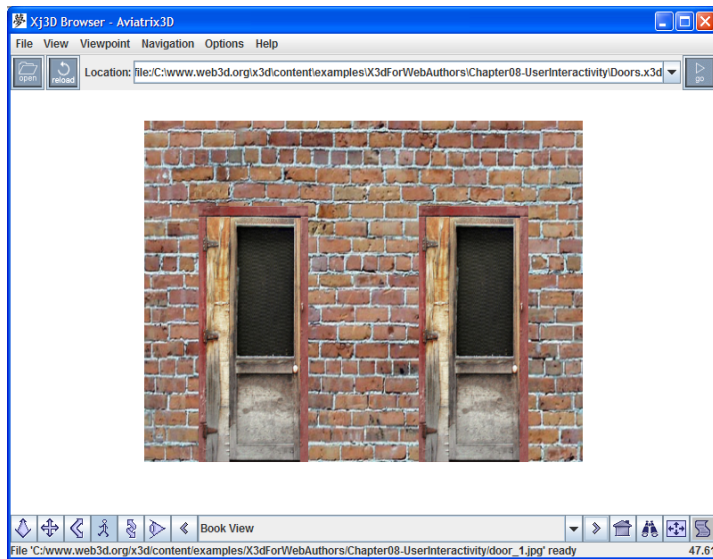 Xj3D Browser - Aviatrix3D
File View Viewpoint Navigation Options Help
open reload Location: file:/C:\www.web3d.org\x3d\content\examples\X3dForWebAuthors\Chapter08-UserInteractivity\Doors.x3d go
Book View
File 'C:/www.web3d.org/x3d/content/examples/X3dForWebAuthors/Chapter08-UserInteractivity/door_1.jpg' ready 47.6